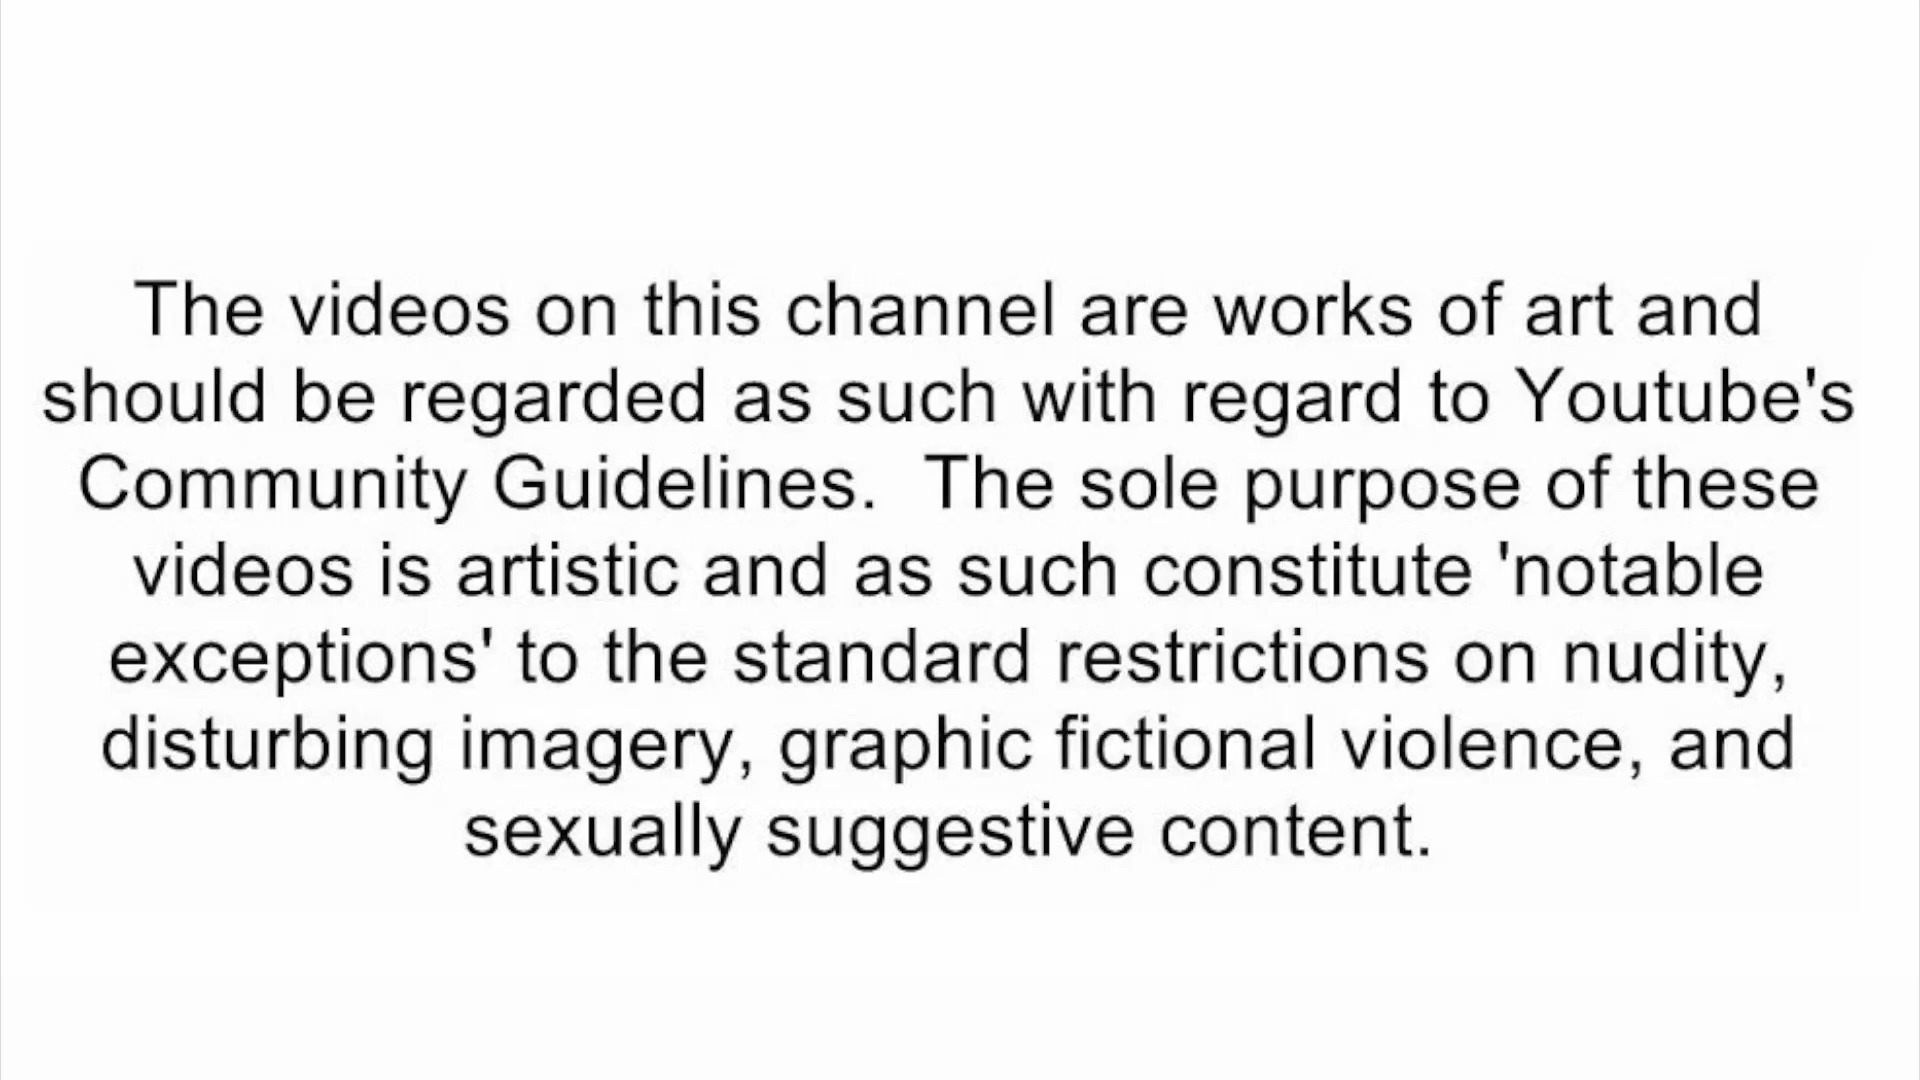 The videos on this channel are works of art and
should be regarded as such with regard to Youtube's
Community Guidelines.  The sole purpose of these
videos is artistic and as such constitute 'notable
exceptions' to the standard restrictions on nudity,
disturbing imagery, graphic fictional violence, and
sexually suggestive content.